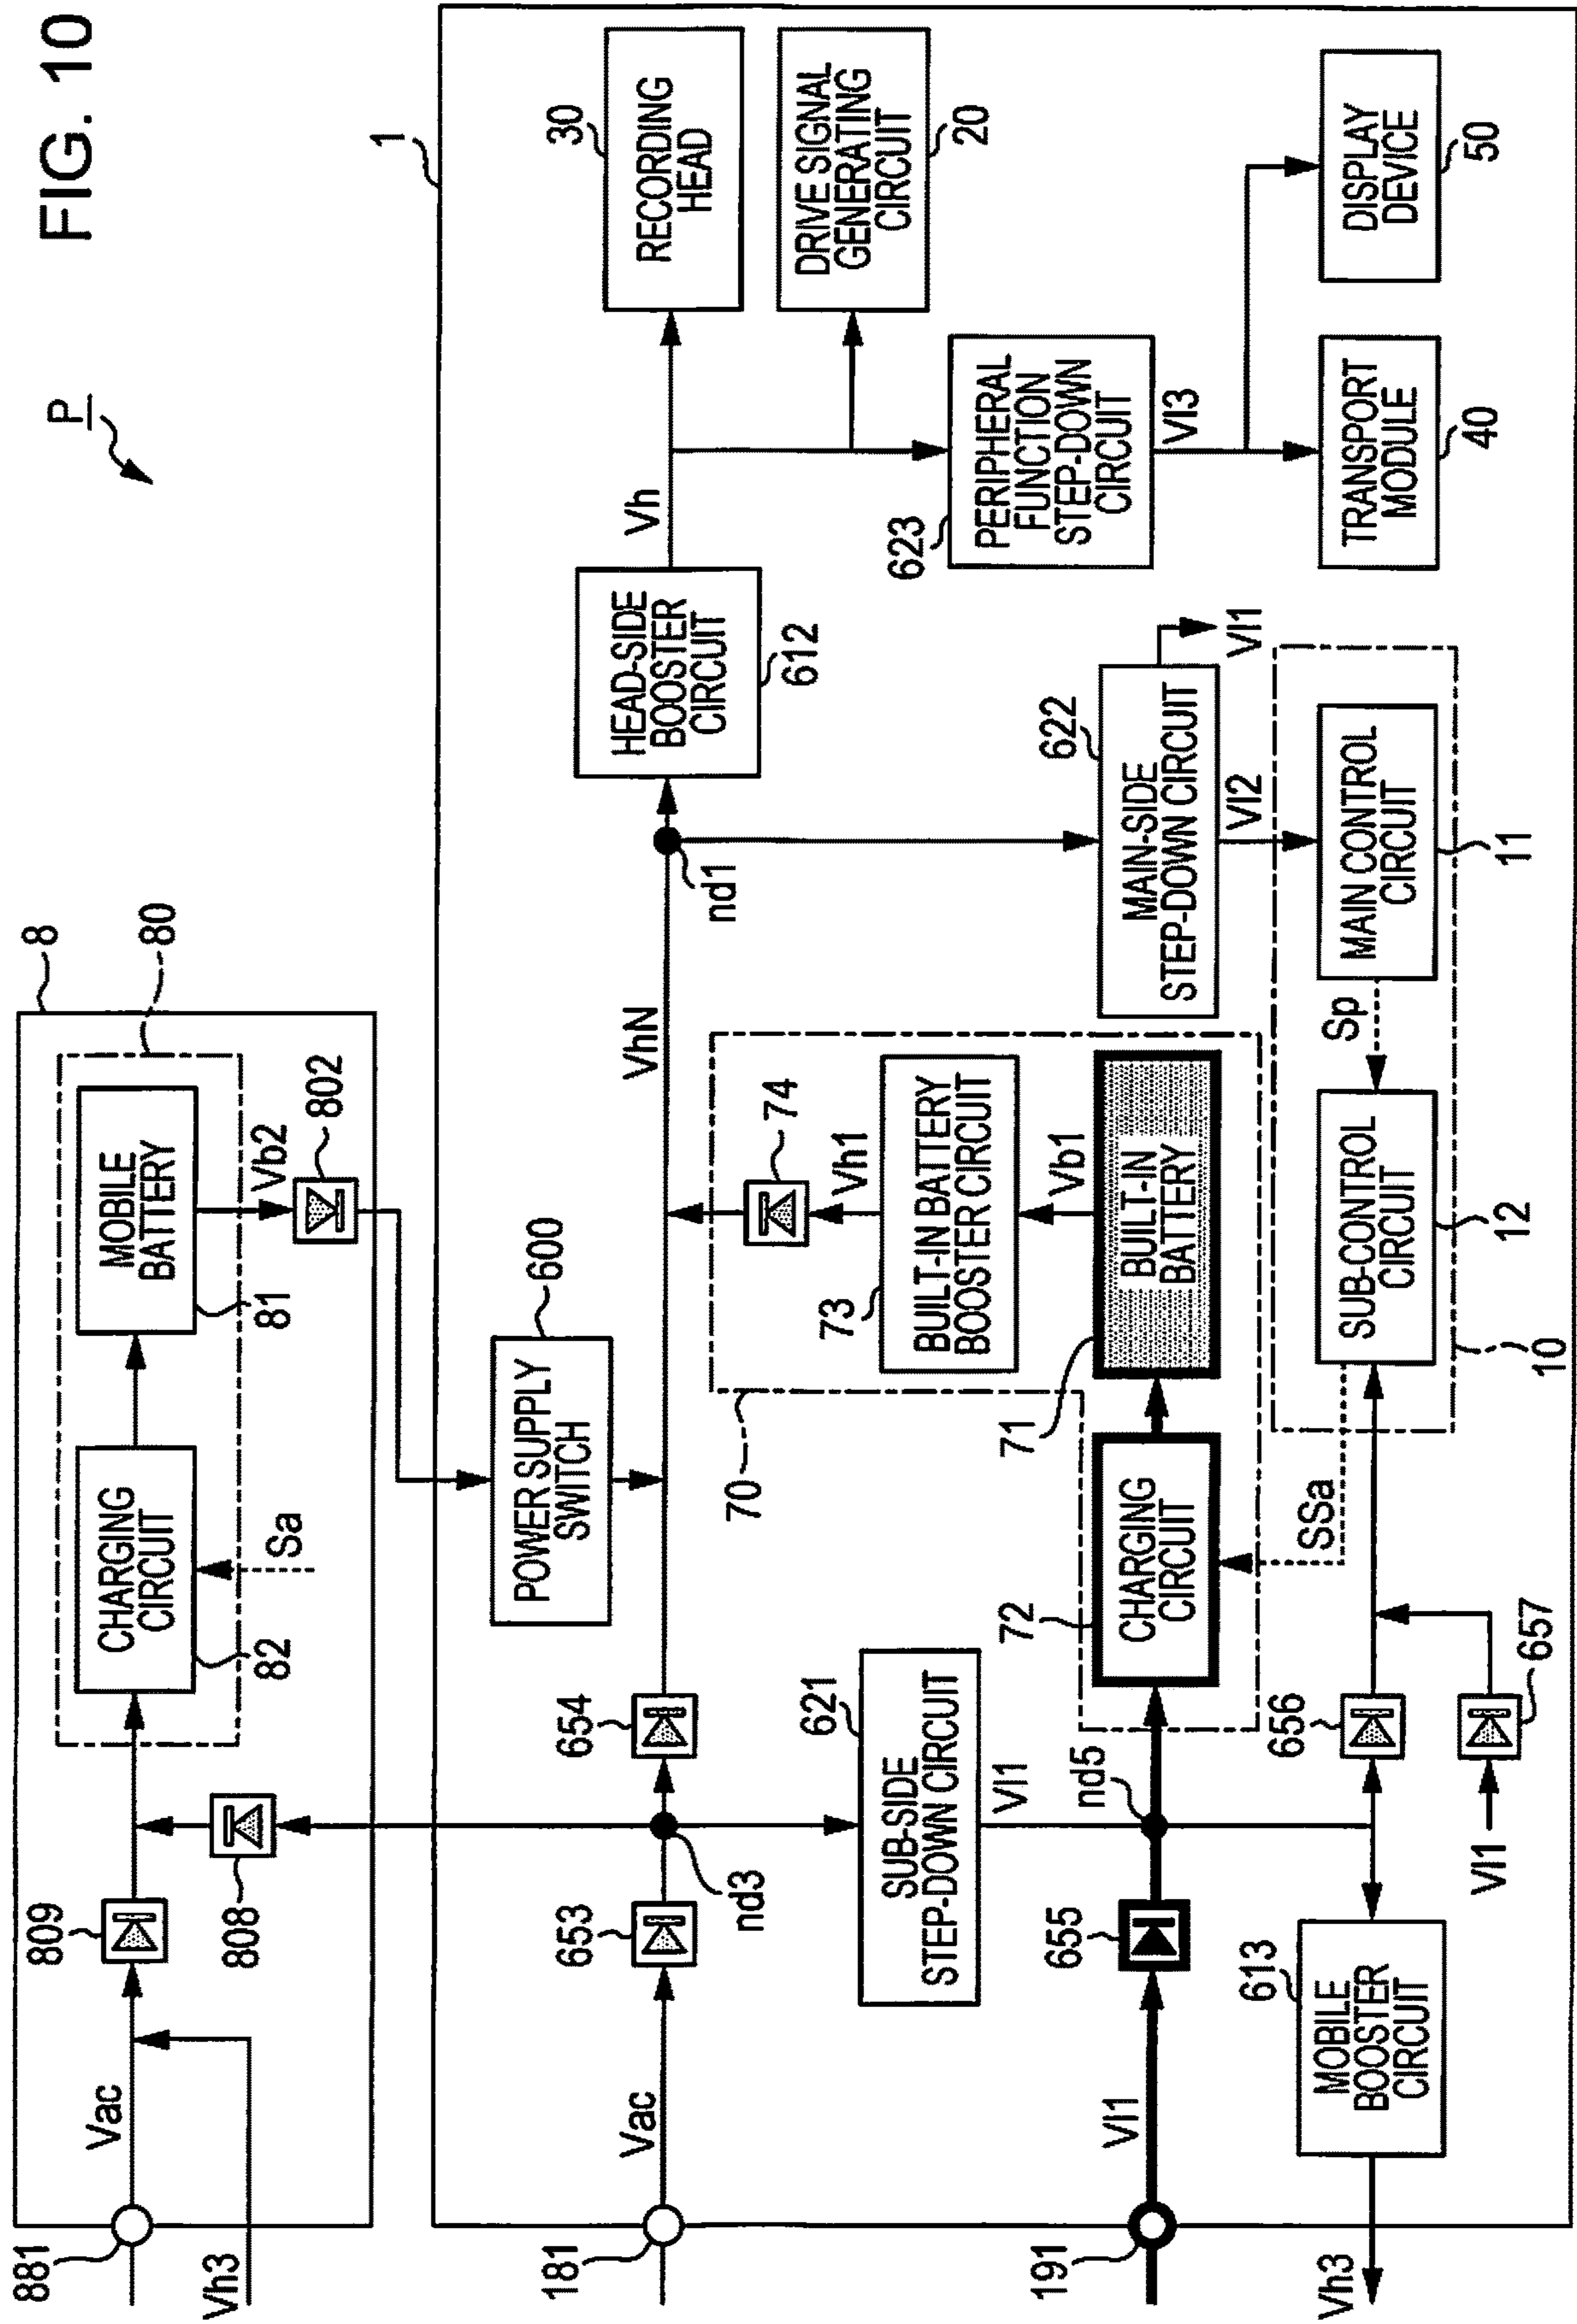 FIG. 10
P
8
80
MOBILE
BATTERY
81
CHARGING
CIRCUIT
82
Sa
Vb2
802
809
808
Vac
881
Vh3
1
30
RECORDING
HEAD
DRIVE SIGNAL
GENERATING
CIRCUIT
20
Vh
HEAD-SIDE
BOOSTER
CIRCUIT
612
PERIPHERAL
FUNCTION
STEP-DOWN
CIRCUIT
623
Vl3
DISPLAY
DEVICE
50
TRANSPORT
MODULE
40
nd1
VhN
600
POWER SUPPLY
SWITCH
654
653
nd3
Vac
181
622
MAIN-SIDE
STEP-DOWN CIRCUIT
Vl1
Vl2
74
Vh1
73
BUILT-IN BATTERY
BOOSTER CIRCUIT
Vb1
BUILT-IN
BATTERY
71
70
72
CHARGING
CIRCUIT
621
SUB-SIDE
STEP-DOWN CIRCUIT
Vl1
nd5
655
Vl1
191
MAIN CONTROL
CIRCUIT
11
Sp
SUB-CONTROL
CIRCUIT
12
10
SSa
656
657
Vl1
613
MOBILE
BOOSTER
CIRCUIT
Vh3